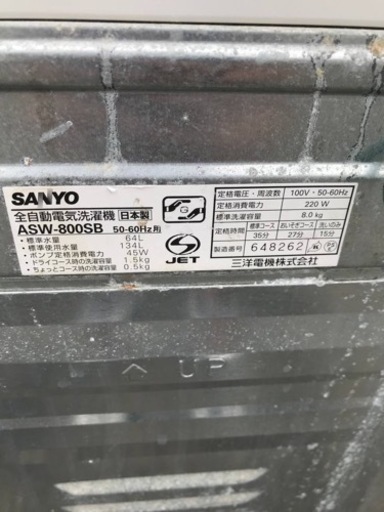 SANYO
全自動電気洗濯機 日本製
ASW-800SB 50-60Hz用
・標準水量 64L
・標準使用水量 134L
・ポンプ定格消費電力 45W
・ドライコース時の洗濯容量 1.5kg
・ちょっとコース時の洗濯容量 0.5kg
G
S
JET
定格電圧・周波数 100V・50-60Hz
定格消費電力 220W
標準洗濯容量 8.0kg
定格時間 標準コース おいそぎコース 洗いのみ
35分 27分 15分
製造番号 648262
三洋電機株式会社
UP